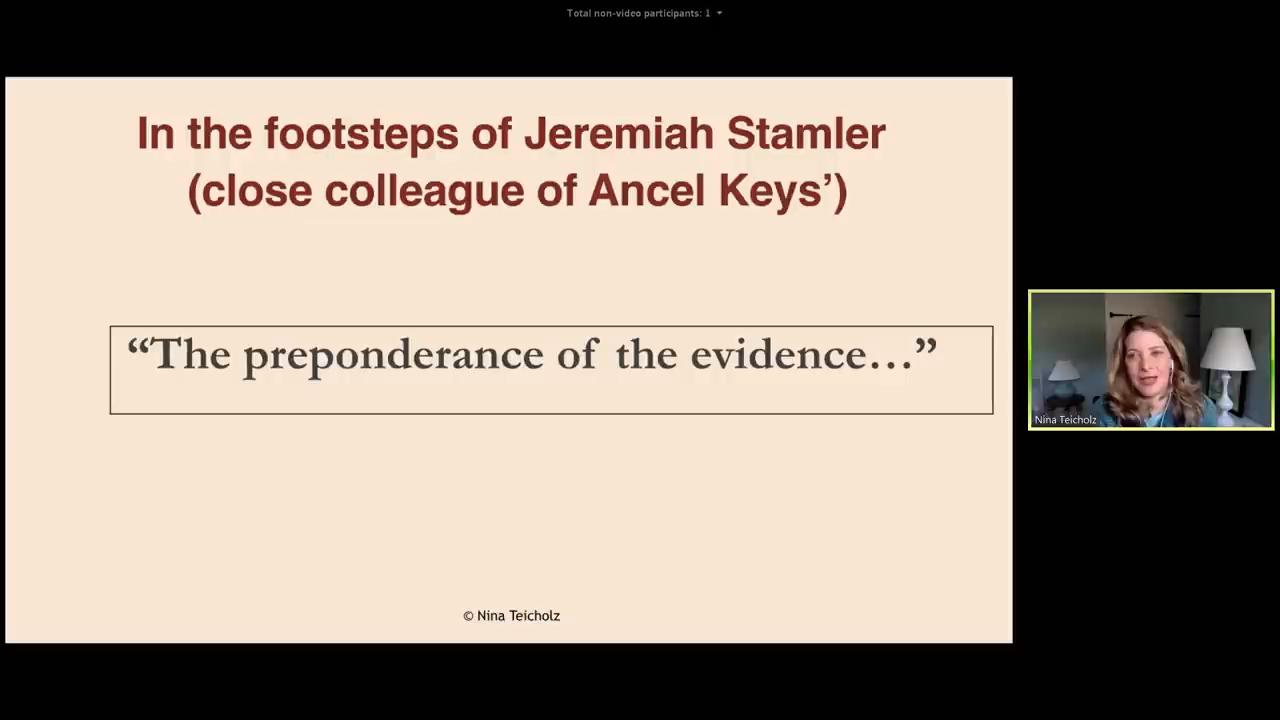 Total non-video participants: 1
In the footsteps of Jeremiah Stamler
(close colleague of Ancel Keys’)
“The preponderance of the evidence…”
Nina Teicholz
© Nina Teicholz